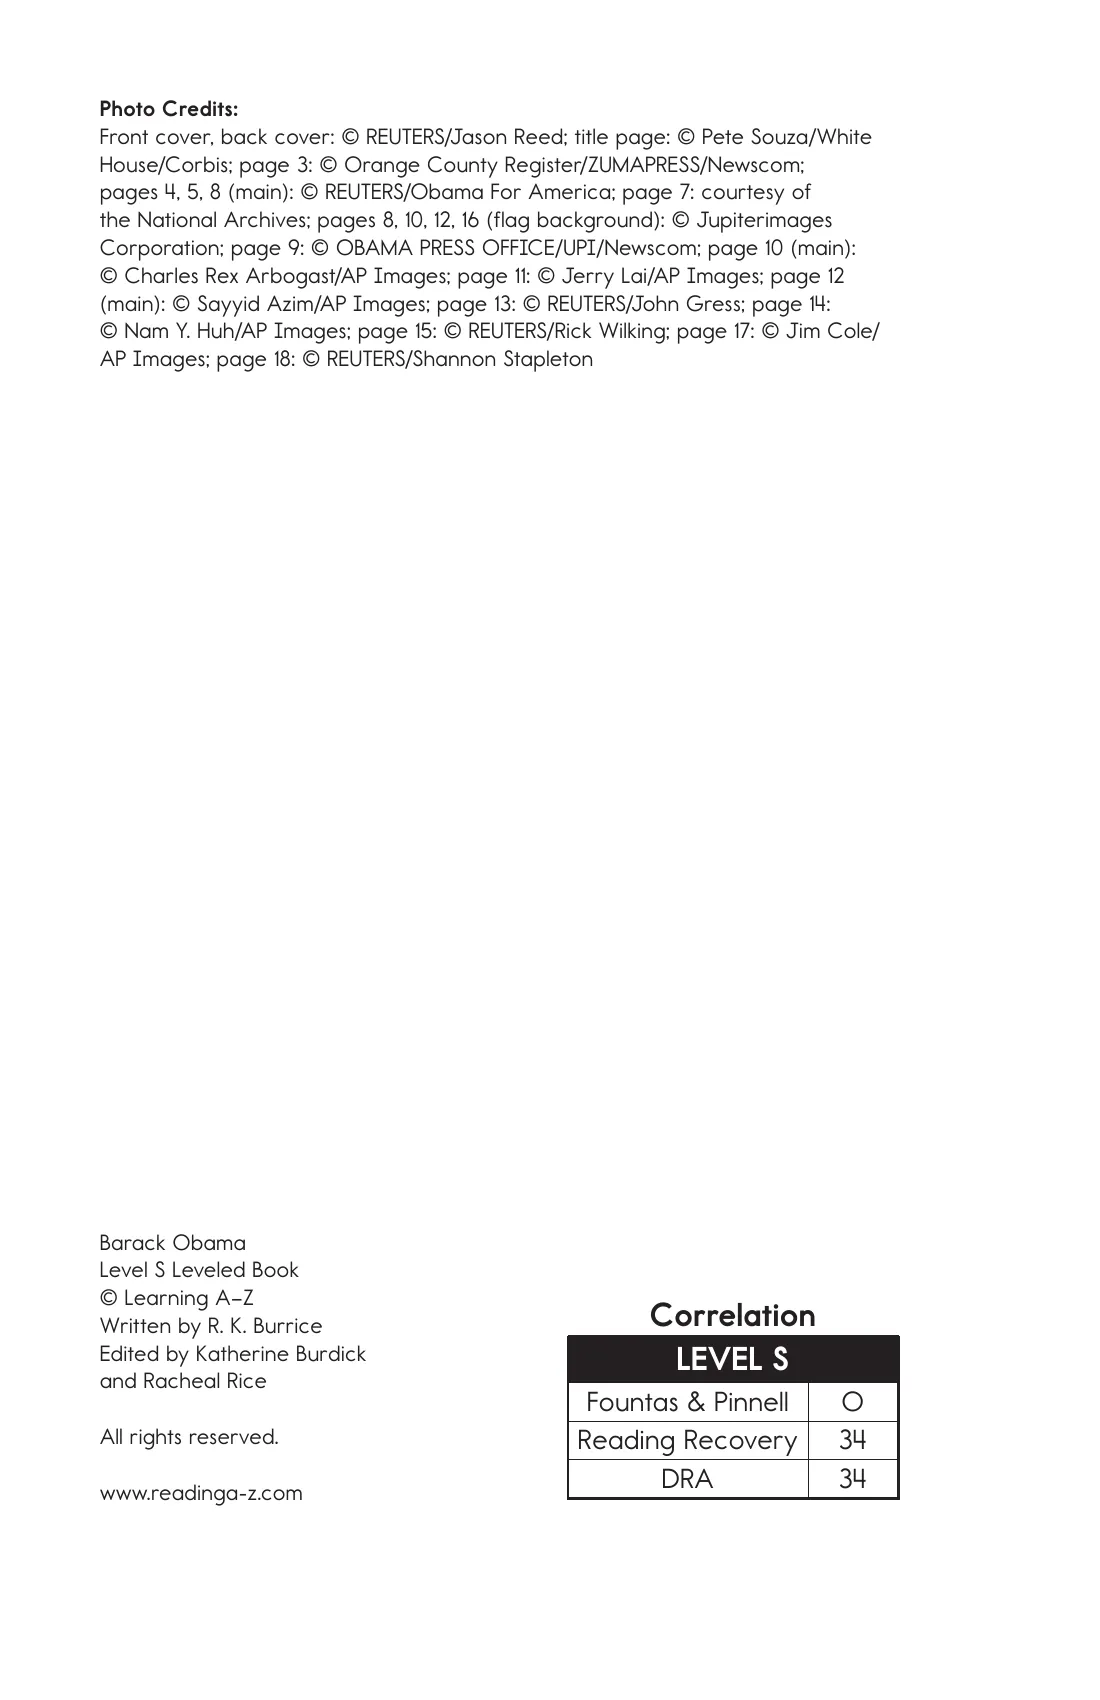 Photo Credits:
Front cover, back cover: © REUTERS/Jason Reed; title page: © Pete Souza/White
House/Corbis; page 3: © Orange County Register/ZUMAPRESS/Newscom;
pages 4, 5, 8 (main): © REUTERS/Obama For America; page 7: courtesy of
the National Archives; pages 8, 10, 12, 16 (flag background): © Jupiterimages
Corporation; page 9: © OBAMA PRESS OFFICE/UPI/Newscom; page 10 (main):
© Charles Rex Arbogast/AP Images; page 11: © Jerry Lai/AP Images; page 12
(main): © Sayyid Azim/AP Images; page 13: © REUTERS/John Gress; page 14:
© Nam Y. Huh/AP Images; page 15: © REUTERS/Rick Wilking; page 17: © Jim Cole/
AP Images; page 18: © REUTERS/Shannon Stapleton
Barack Obama
Level S Leveled Book
© Learning A–Z
Written by R. K. Burrice
Edited by Katherine Burdick
and Racheal Rice
All rights reserved.
www.readinga-z.com
Correlation
LEVEL S
Fountas & Pinnell O
Reading Recovery 34
DRA 34